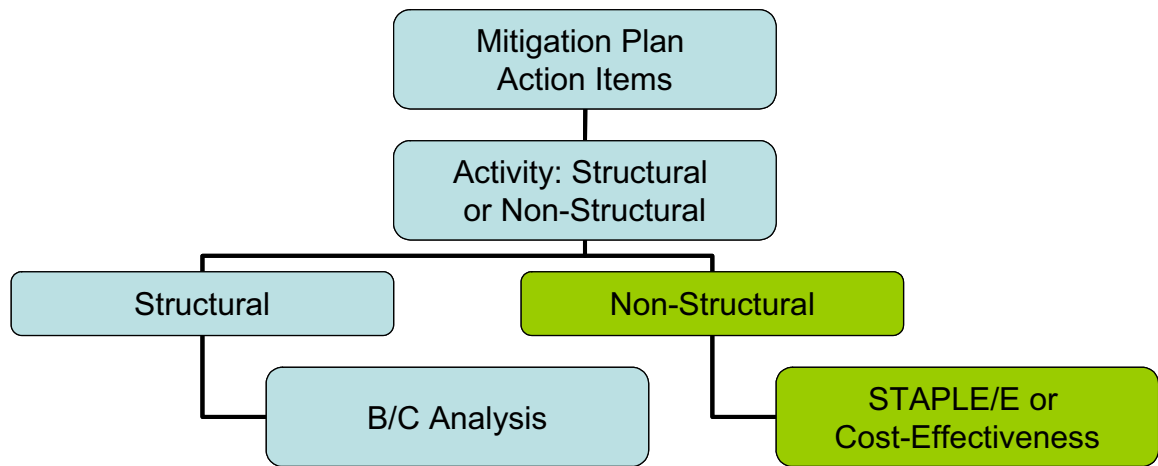 Mitigation Plan
Action Items
Activity: Structural
or Non-Structural
Structural
Non-Structural
B/C Analysis
STAPLE/E or
Cost-Effectiveness